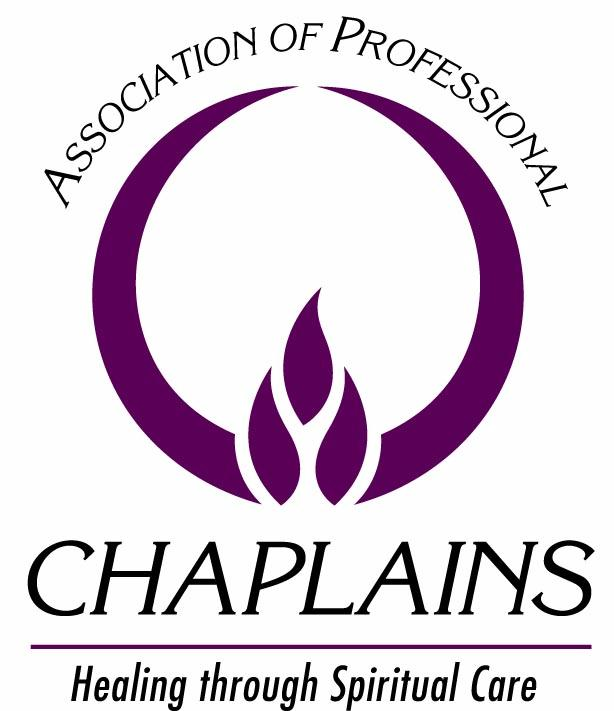 ASSOCIATION OF PROFESSIONAL
CHAPLAINS
Healing through Spiritual Care